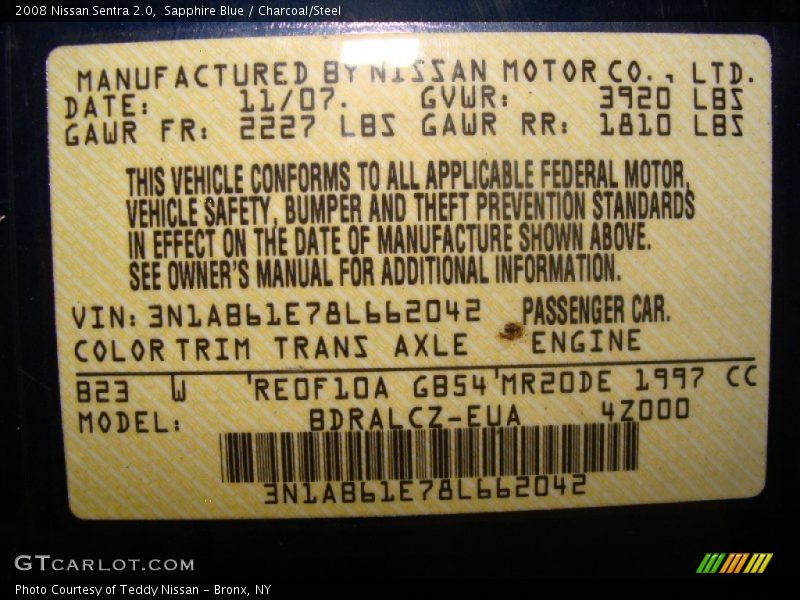 2008 Nissan Sentra 2.0,  Sapphire Blue / Charcoal/Steel
MANUFACTURED BY NISSAN MOTOR CO., LTD.
DATE: 11/07. GVWR: 3920 LBS
GAWR FR: 2227 LBS GAWR RR: 1810 LBS
THIS VEHICLE CONFORMS TO ALL APPLICABLE FEDERAL MOTOR,
VEHICLE SAFETY, BUMPER AND THEFT PREVENTION STANDARDS
IN EFFECT ON THE DATE OF MANUFACTURE SHOWN ABOVE.
SEE OWNER'S MANUAL FOR ADDITIONAL INFORMATION.
VIN: 3N1AB61E78L662042 PASSENGER CAR.
COLOR TRIM TRANS AXLE ENGINE
B23 W 'RE0F10A GB54'MR20DE 1997 CC
MODEL: BDRALCZ-EUA 4Z000
3N1AB61E78L662042
GTCARLOT.COM
Photo Courtesy of Teddy Nissan – Bronx, NY